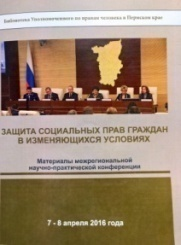 Библиотека Уполномоченного по правам человека в Пермском крае
ЗАЩИТА СОЦИАЛЬНЫХ ПРАВ ГРАЖДАН
В ИЗМЕНЯЮЩИХСЯ УСЛОВИЯХ
Материалы межрегиональной
научно-практической конференции
7 - 8 апреля 2016 года